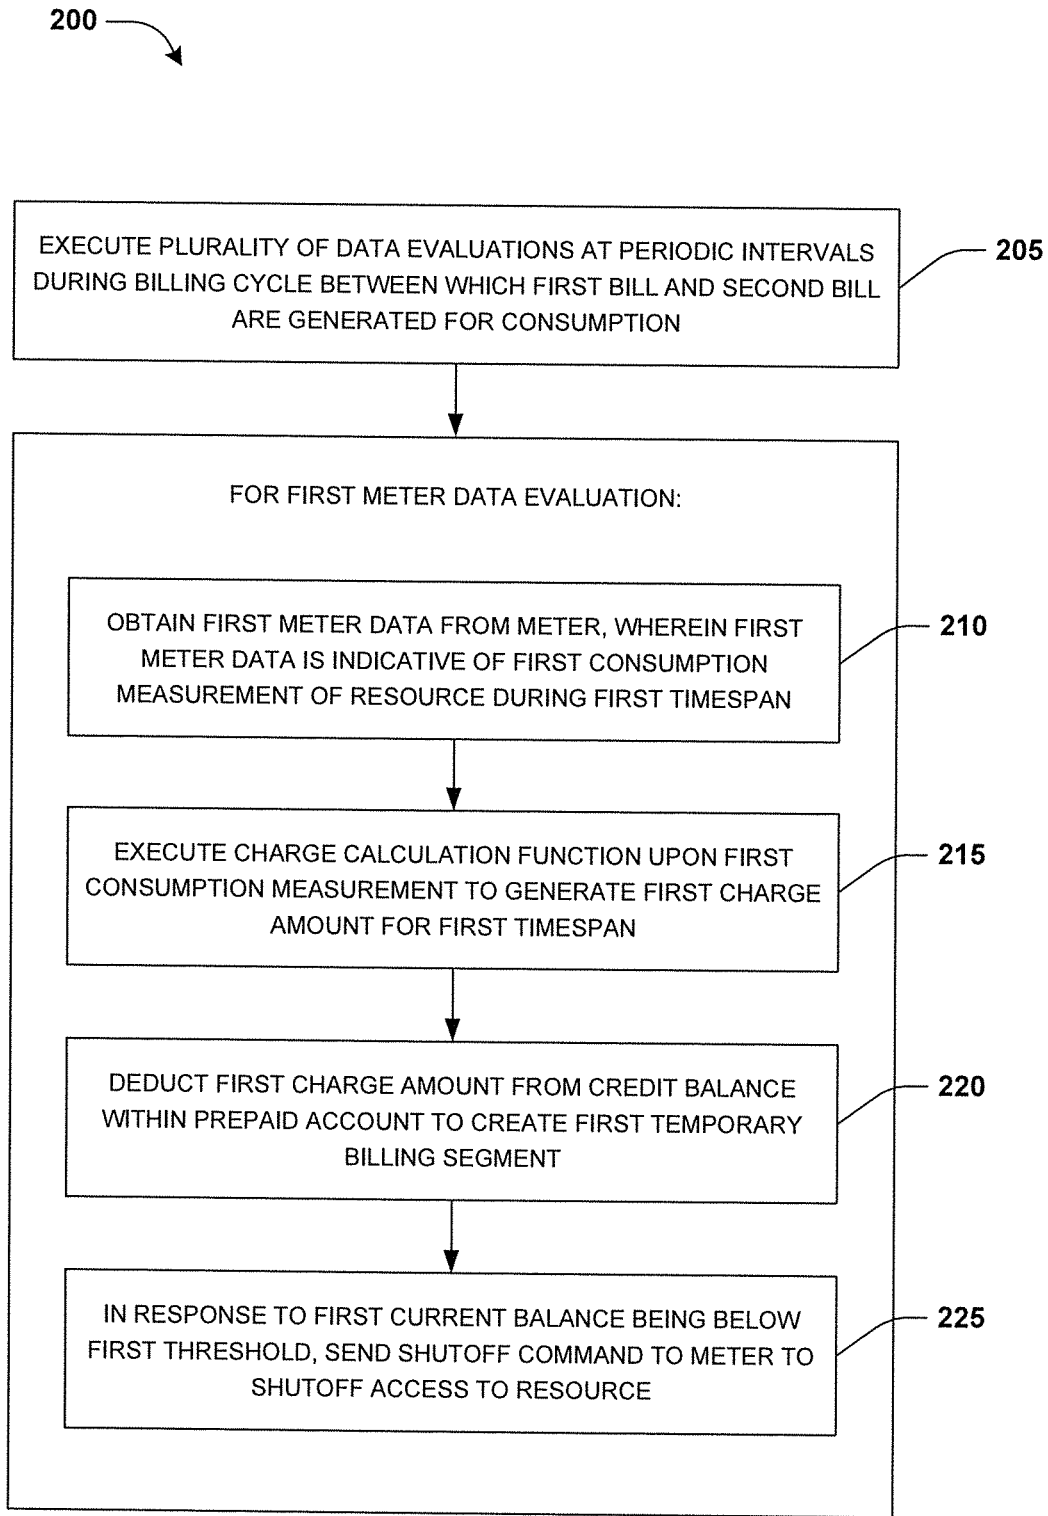 200
EXECUTE PLURALITY OF DATA EVALUATIONS AT PERIODIC INTERVALS
DURING BILLING CYCLE BETWEEN WHICH FIRST BILL AND SECOND BILL
ARE GENERATED FOR CONSUMPTION
205
FOR FIRST METER DATA EVALUATION:
OBTAIN FIRST METER DATA FROM METER, WHEREIN FIRST
METER DATA IS INDICATIVE OF FIRST CONSUMPTION
MEASUREMENT OF RESOURCE DURING FIRST TIMESPAN
210
EXECUTE CHARGE CALCULATION FUNCTION UPON FIRST
CONSUMPTION MEASUREMENT TO GENERATE FIRST CHARGE
AMOUNT FOR FIRST TIMESPAN
215
DEDUCT FIRST CHARGE AMOUNT FROM CREDIT BALANCE
WITHIN PREPAID ACCOUNT TO CREATE FIRST TEMPORARY
BILLING SEGMENT
220
IN RESPONSE TO FIRST CURRENT BALANCE BEING BELOW
FIRST THRESHOLD, SEND SHUTOFF COMMAND TO METER TO
SHUTOFF ACCESS TO RESOURCE
225